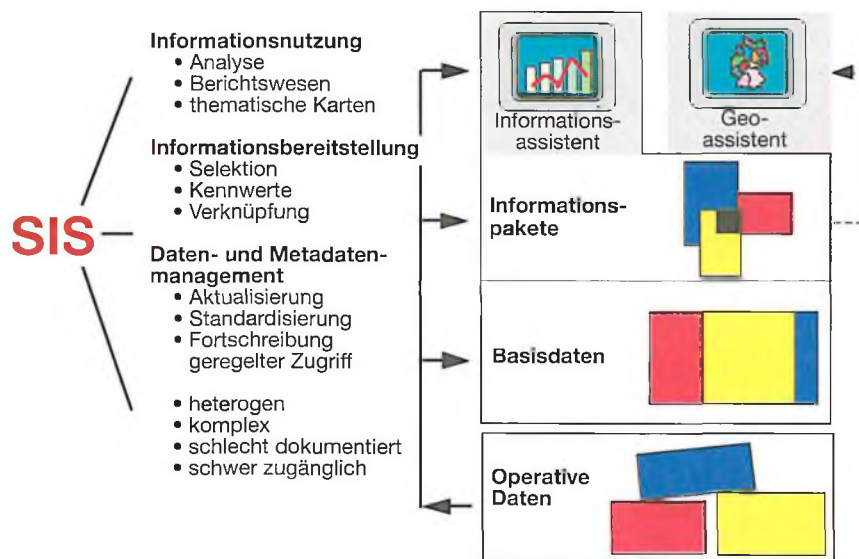 SIS
Informationsnutzung
• Analyse
• Berichtswesen
• thematische Karten
Informationsbereitstellung
• Selektion
• Kennwerte
• Verknüpfung
Daten- und Metadaten-
management
• Aktualisierung
• Standardisierung
• Fortschreibung
geregelter Zugriff
• heterogen
• komplex
• schlecht dokumentiert
• schwer zugänglich
Informations-
assistent
Geo-
assistent
Informations-
pakete
Basisdaten
Operative
Daten